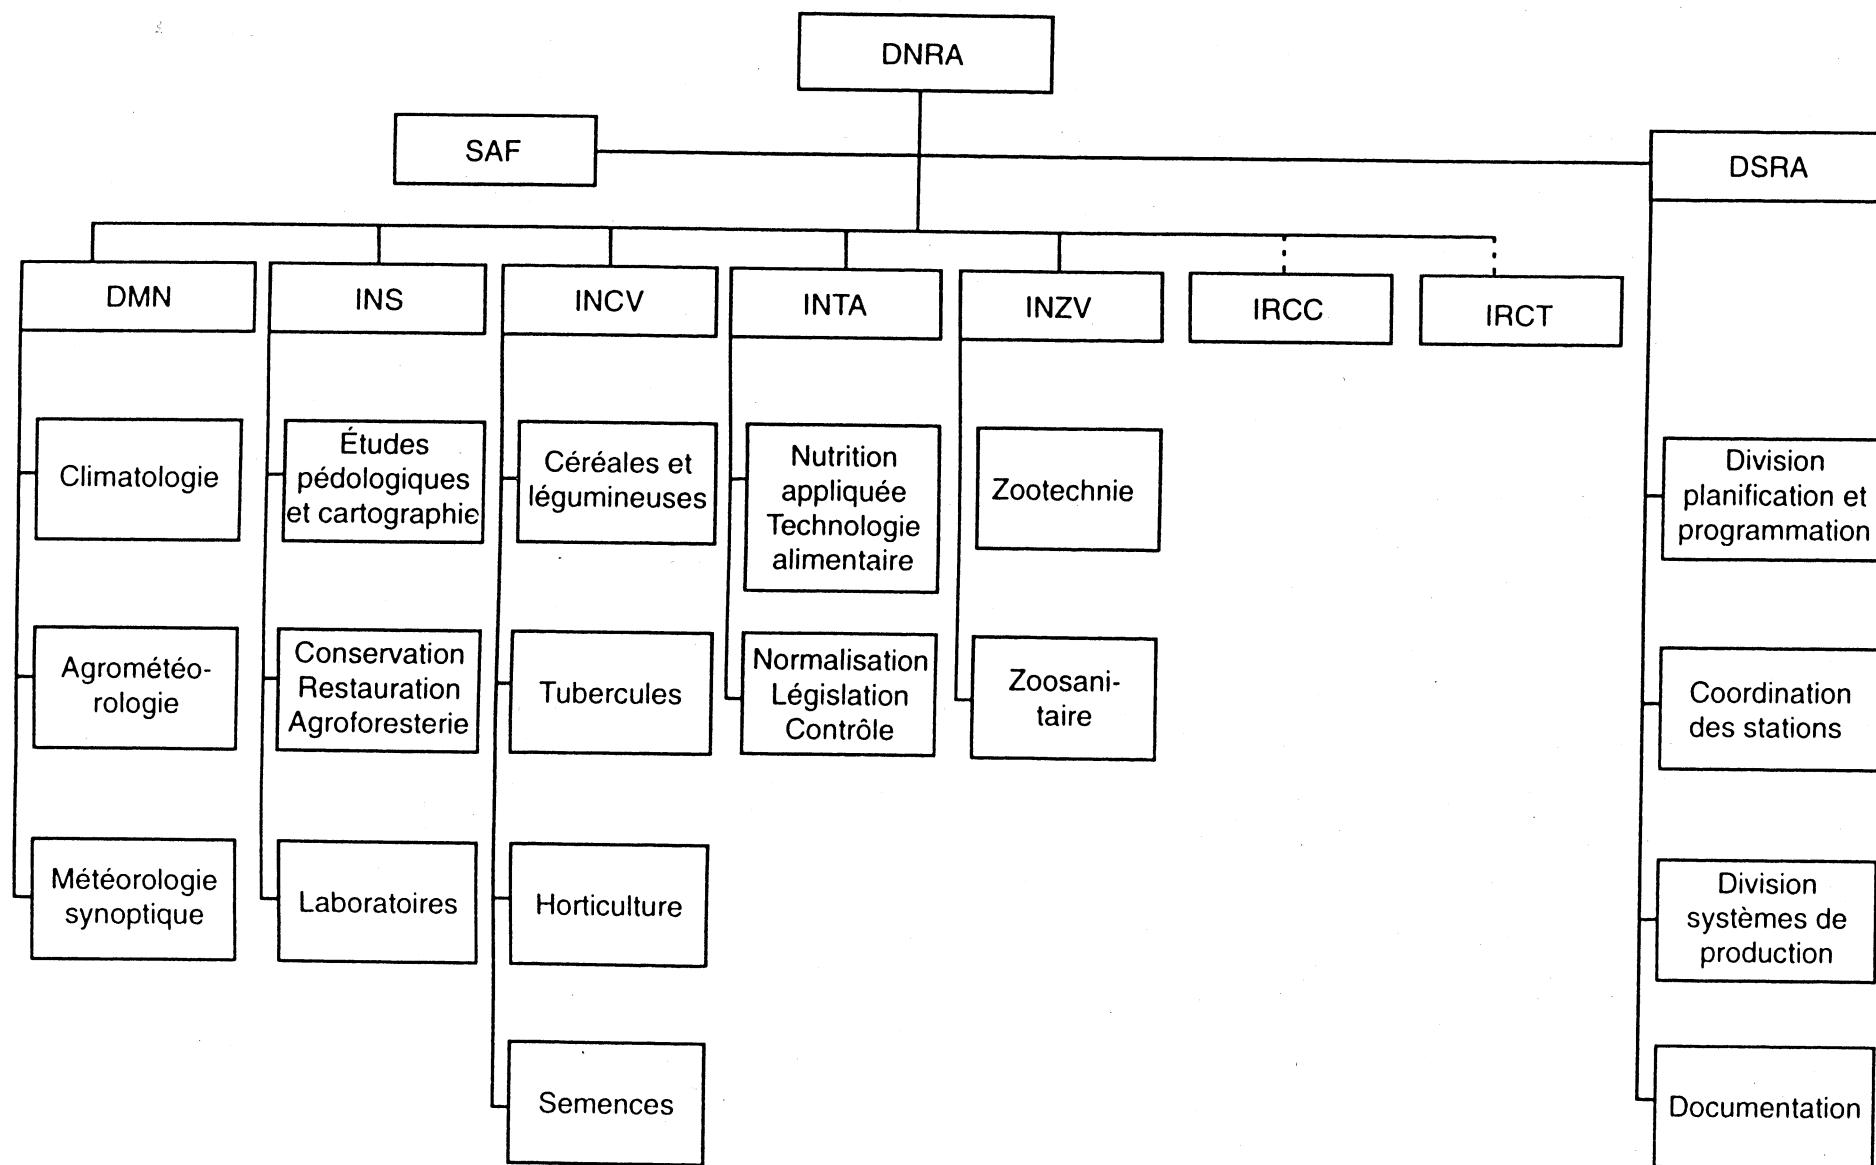 DNRA
SAF
DSRA
DMN
INS
INCV
INTA
INZV
IRCC
IRCT
Climatologie
Études
pédologiques
et cartographie
Céréales et
légumineuses
Nutrition
appliquée
Technologie
alimentaire
Zootechnie
Division
planification et
programmation
Agrométéo-
rologie
Conservation
Restauration
Agroforesterie
Tubercules
Normalisation
Législation
Contrôle
Zoosani-
taire
Coordination
des stations
Météorologie
synoptique
Laboratoires
Horticulture
Division
systèmes de
production
Semences
Documentation